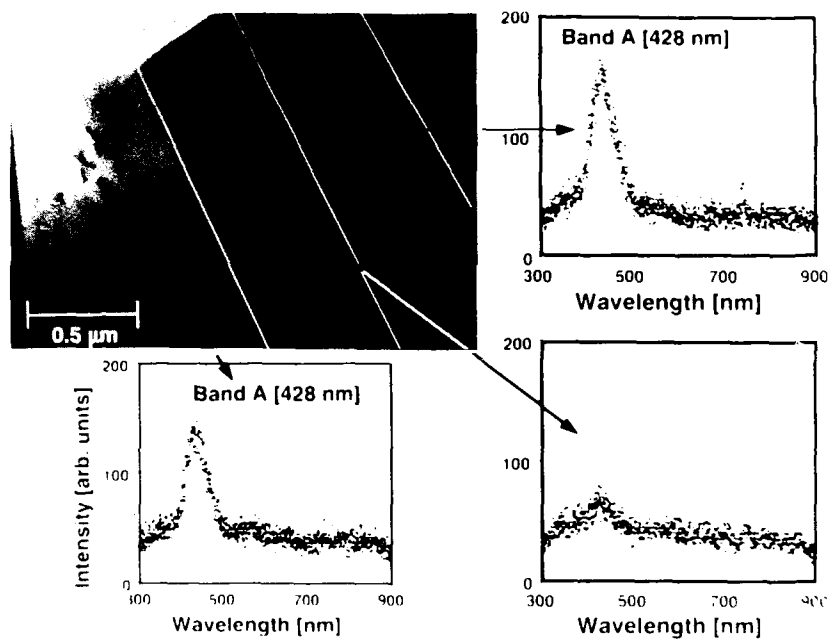 0.5 μm
200
100
0
Band A [428 nm]
300 500 700 900
Wavelength [nm]
200
100
0
Band A [428 nm]
Intensity [arb. units]
500 700 900
Wavelength [nm]
200
100
0
300 500 700
Wavelength [nm]